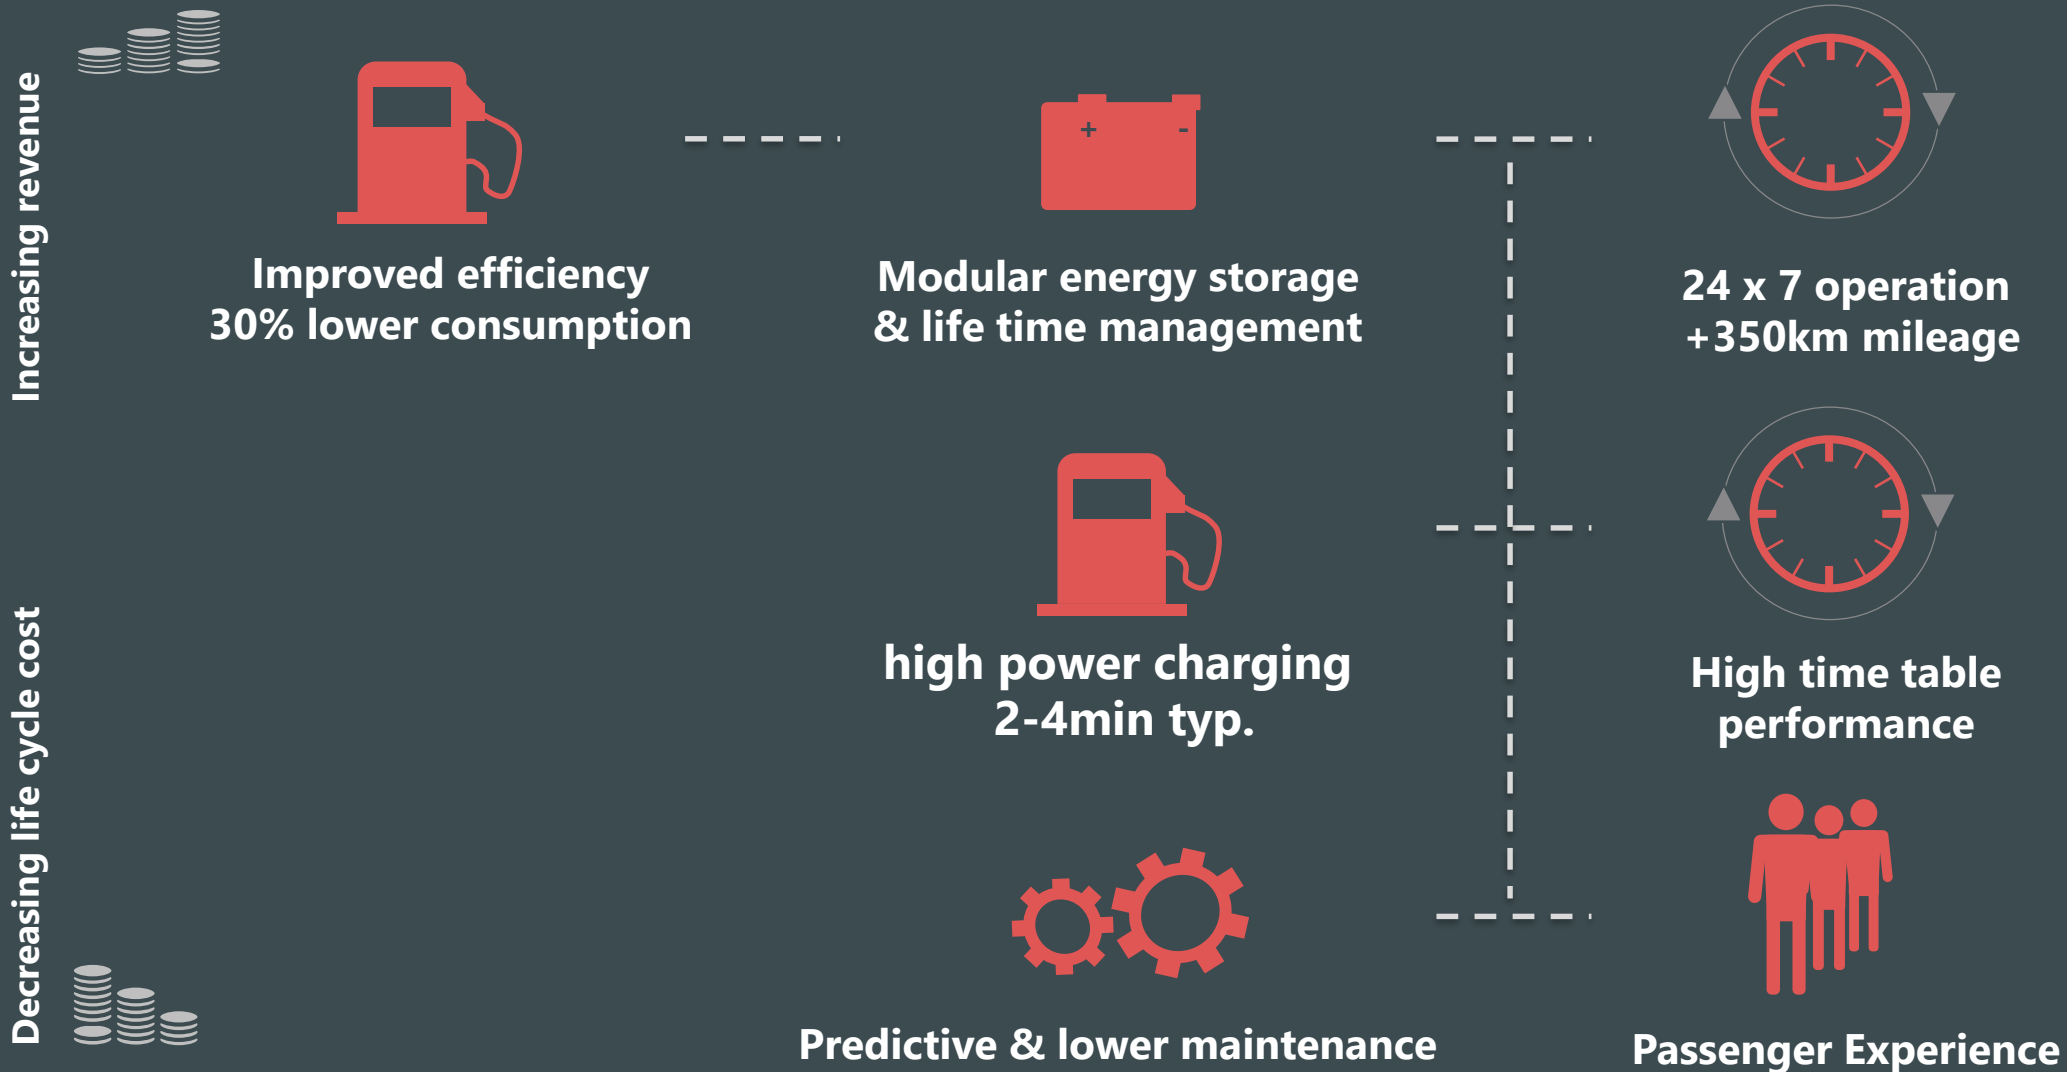 Increasing revenue
Improved efficiency
30% lower consumption
+ -
Modular energy storage
& life time management
24 x 7 operation
+350km mileage
Decreasing life cycle cost
high power charging
2-4min typ.
High time table
performance
Predictive & lower maintenance
Passenger Experience